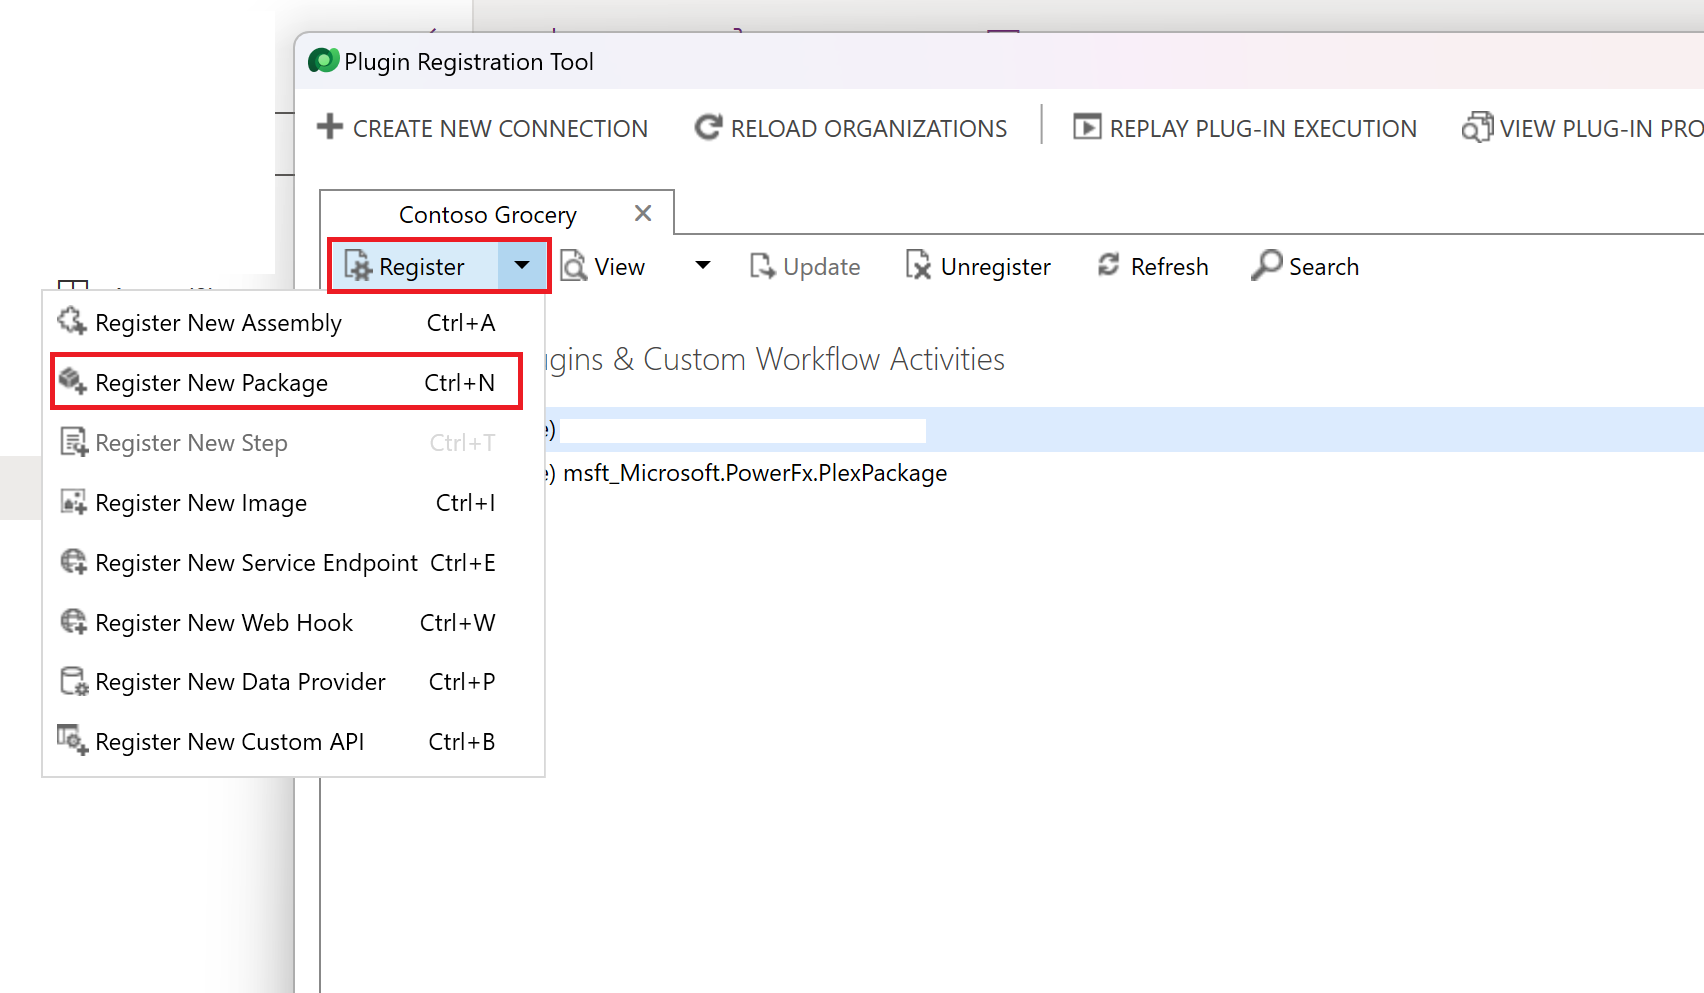 Plugin Registration Tool
CREATE NEW CONNECTION RELOAD ORGANIZATIONS REPLAY PLUG-IN EXECUTION VIEW PLUG-IN PRO
Contoso Grocery
Register View Update Unregister Refresh Search
Register New Assembly Ctrl+A
Register New Package Ctrl+N
Register New Step Ctrl+T
Register New Image Ctrl+I
Register New Service Endpoint Ctrl+E
Register New Web Hook Ctrl+W
Register New Data Provider Ctrl+P
Register New Custom API Ctrl+B
ugins & Custom Workflow Activities
e)
e) msft_Microsoft.PowerFx.PlexPackage